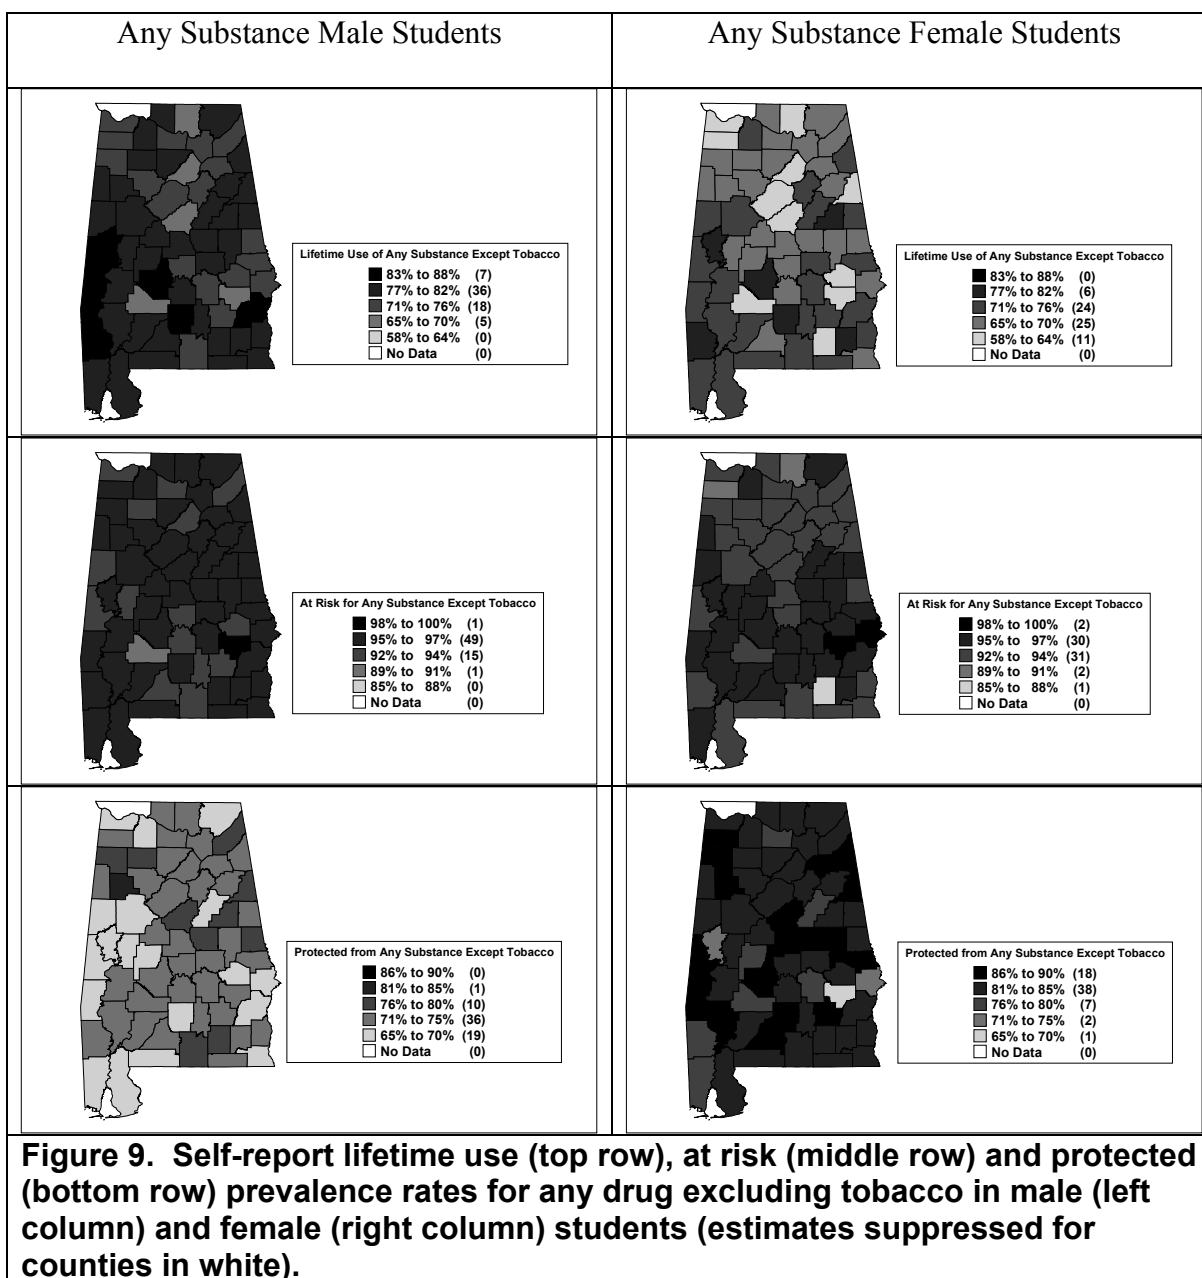 Any Substance Male Students
Any Substance Female Students
Lifetime Use of Any Substance Except Tobacco
83% to 88% (7)
77% to 82% (36)
71% to 76% (18)
65% to 70% (5)
58% to 64% (0)
No Data (0)
Lifetime Use of Any Substance Except Tobacco
83% to 88% (0)
77% to 82% (6)
71% to 76% (24)
65% to 70% (25)
58% to 64% (11)
No Data (0)
At Risk for Any Substance Except Tobacco
98% to 100% (1)
95% to 97% (49)
92% to 94% (15)
89% to 91% (1)
85% to 88% (0)
No Data (0)
At Risk for Any Substance Except Tobacco
98% to 100% (2)
95% to 97% (30)
92% to 94% (31)
89% to 91% (2)
85% to 88% (1)
No Data (0)
Protected from Any Substance Except Tobacco
86% to 90% (0)
81% to 85% (1)
76% to 80% (10)
71% to 75% (36)
65% to 70% (19)
No Data (0)
Protected from Any Substance Except Tobacco
86% to 90% (18)
81% to 85% (38)
76% to 80% (7)
71% to 75% (2)
65% to 70% (1)
No Data (0)
Figure 9. Self-report lifetime use (top row), at risk (middle row) and protected
(bottom row) prevalence rates for any drug excluding tobacco in male (left
column) and female (right column) students (estimates suppressed for
counties in white).